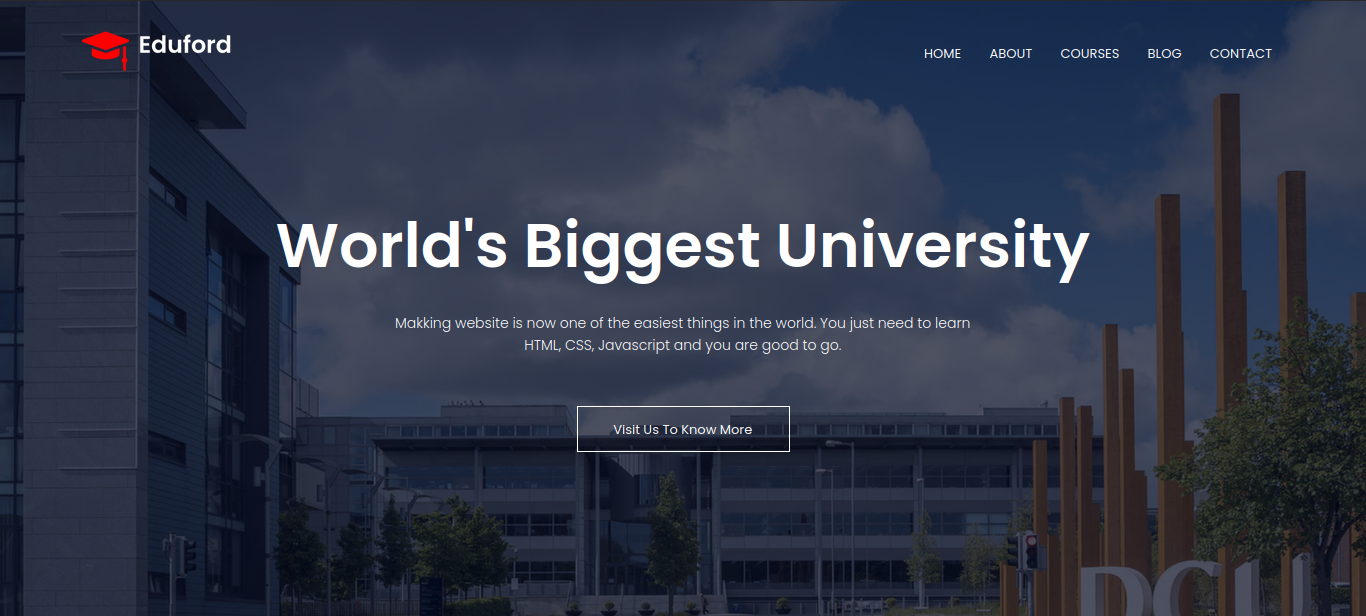 Eduford
HOME ABOUT COURSES BLOG CONTACT
World's Biggest University
Makking website is now one of the easiest things in the world. You just need to learn
HTML, CSS, Javascript and you are good to go.
Visit Us To Know More
DCU